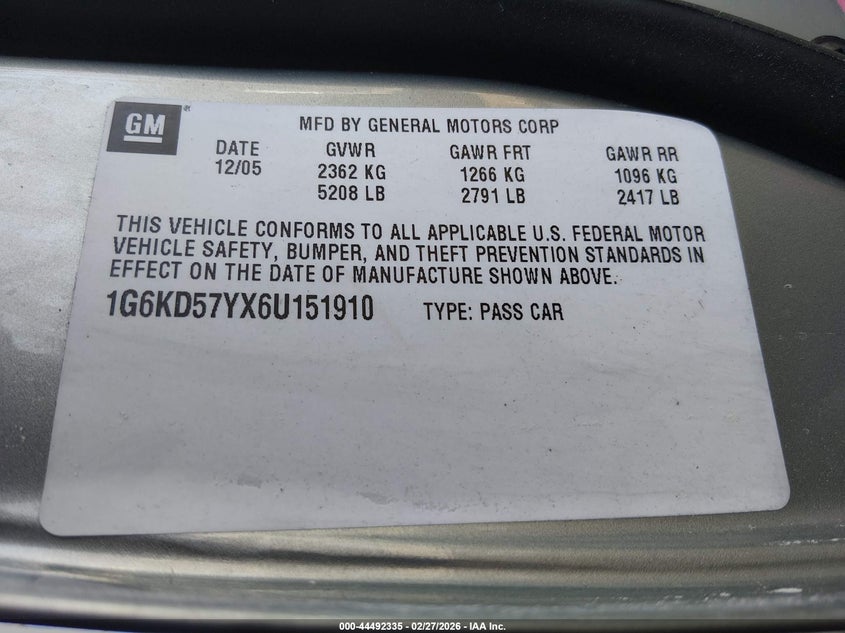 GM
MFD BY GENERAL MOTORS CORP
DATE GVWR GAWR FRT GAWR RR
12/05 2362 KG 1266 KG 1096 KG
5208 LB 2791 LB 2417 LB
THIS VEHICLE CONFORMS TO ALL APPLICABLE U.S. FEDERAL MOTOR
VEHICLE SAFETY, BUMPER, AND THEFT PREVENTION STANDARDS IN
EFFECT ON THE DATE OF MANUFACTURE SHOWN ABOVE.
1G6KD57YX6U151910 TYPE: PASS CAR
000-44492335 - 02/27/2026 - IAA Inc.